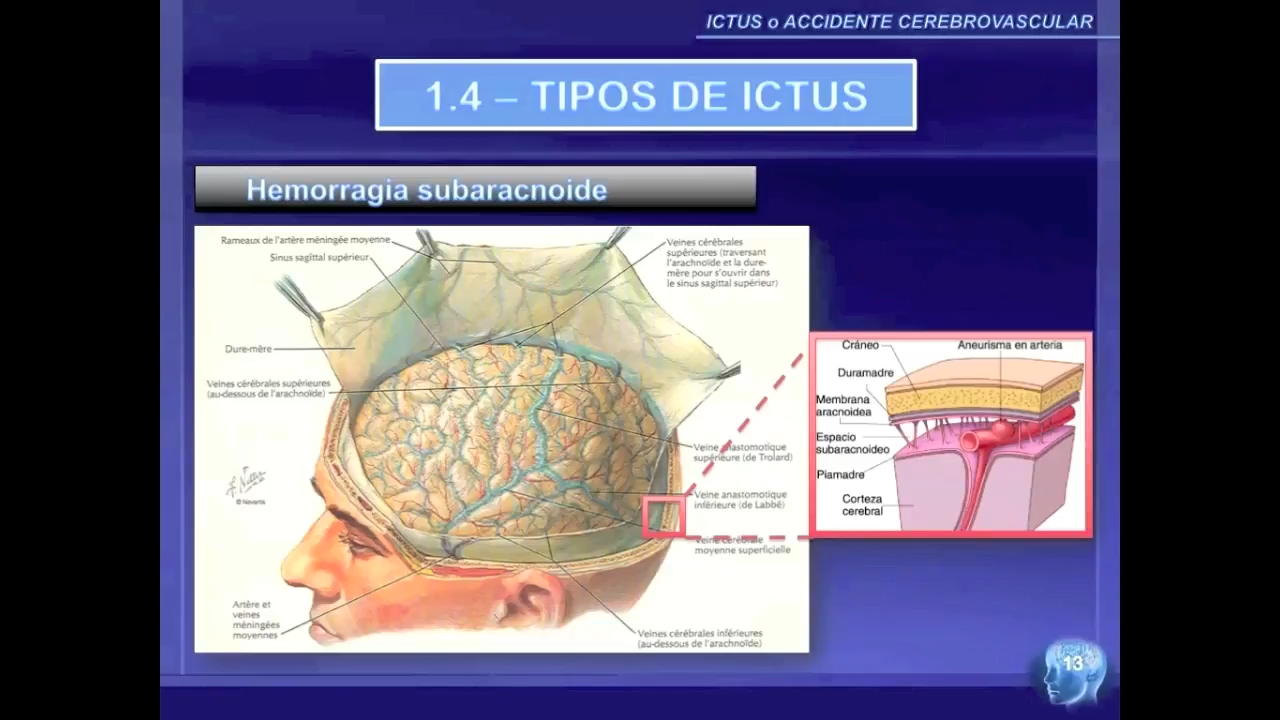 ICTUS o ACCIDENTE CEREBROVASCULAR
1.4 – TIPOS DE ICTUS
Hemorragia subaracnoide
Rameaux de l'artère méningée moyenne
Sinus sagittal supérieur
Veines cérébrales
supérieures (traversant
l'arachnoïde et la dure-
mère pour s'ouvrir dans
le sinus sagittal supérieur)
Dure-mère
Veines cérébrales supérieures
(au-dessous de l'arachnoïde)
Veine anastomotique
supérieure (de Trolard)
Veine anastomotique
inférieure (de Labbé)
Veine cérébrale
moyenne superficielle
F. Netter
© Novartis
Artère et
veines
méningées
moyennes
Veines cérébrales inférieures
(au-dessous de l'arachnoïde)
Cráneo
Aneurisma en arteria
Duramadre
Membrana
aracnoidea
Espacio
subaracnoideo
Piamadre
Corteza
cerebral
13